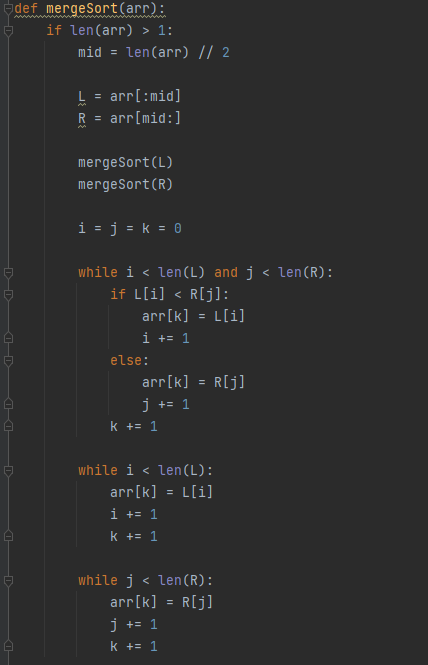 def mergeSort(arr):
    if len(arr) > 1:
        mid = len(arr) // 2

        L = arr[:mid]
        R = arr[mid:]

        mergeSort(L)
        mergeSort(R)

        i = j = k = 0

        while i < len(L) and j < len(R):
            if L[i] < R[j]:
                arr[k] = L[i]
                i += 1
            else:
                arr[k] = R[j]
                j += 1
            k += 1

        while i < len(L):
            arr[k] = L[i]
            i += 1
            k += 1

        while j < len(R):
            arr[k] = R[j]
            j += 1
            k += 1